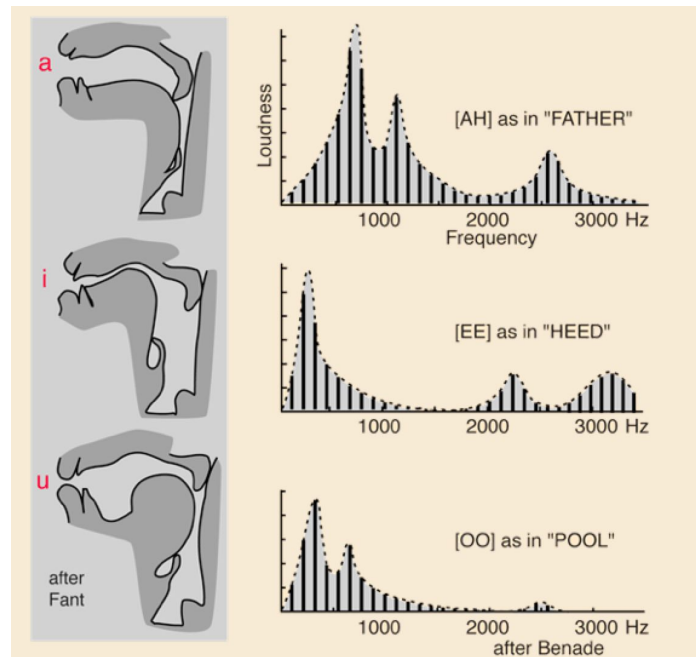 a
Loudness
[AH] as in "FATHER"
1000 2000 3000 Hz
Frequency
i
[EE] as in "HEED"
1000 2000 3000 Hz
u
[OO] as in "POOL"
after
Fant
1000 2000 3000 Hz
after Benade